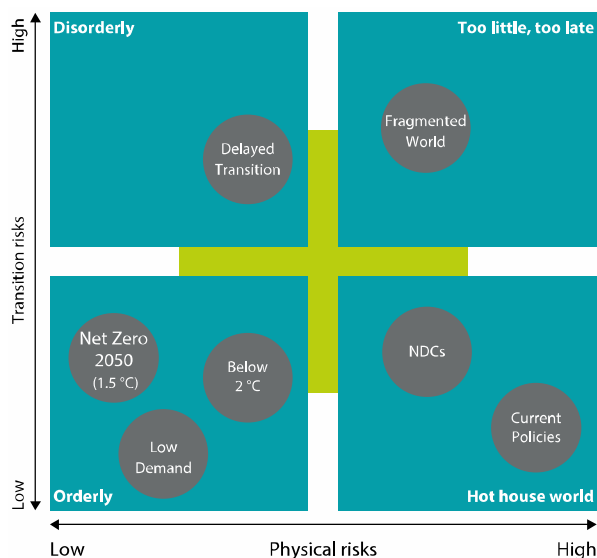 High
Disorderly
Too little, too late
Delayed
Transition
Fragmented
World
Transition risks
Net Zero
2050
(1.5 °C)
Below
2 °C
Low
Demand
NDCs
Current
Policies
Low
Orderly
Hot house world
Low
Physical risks
High